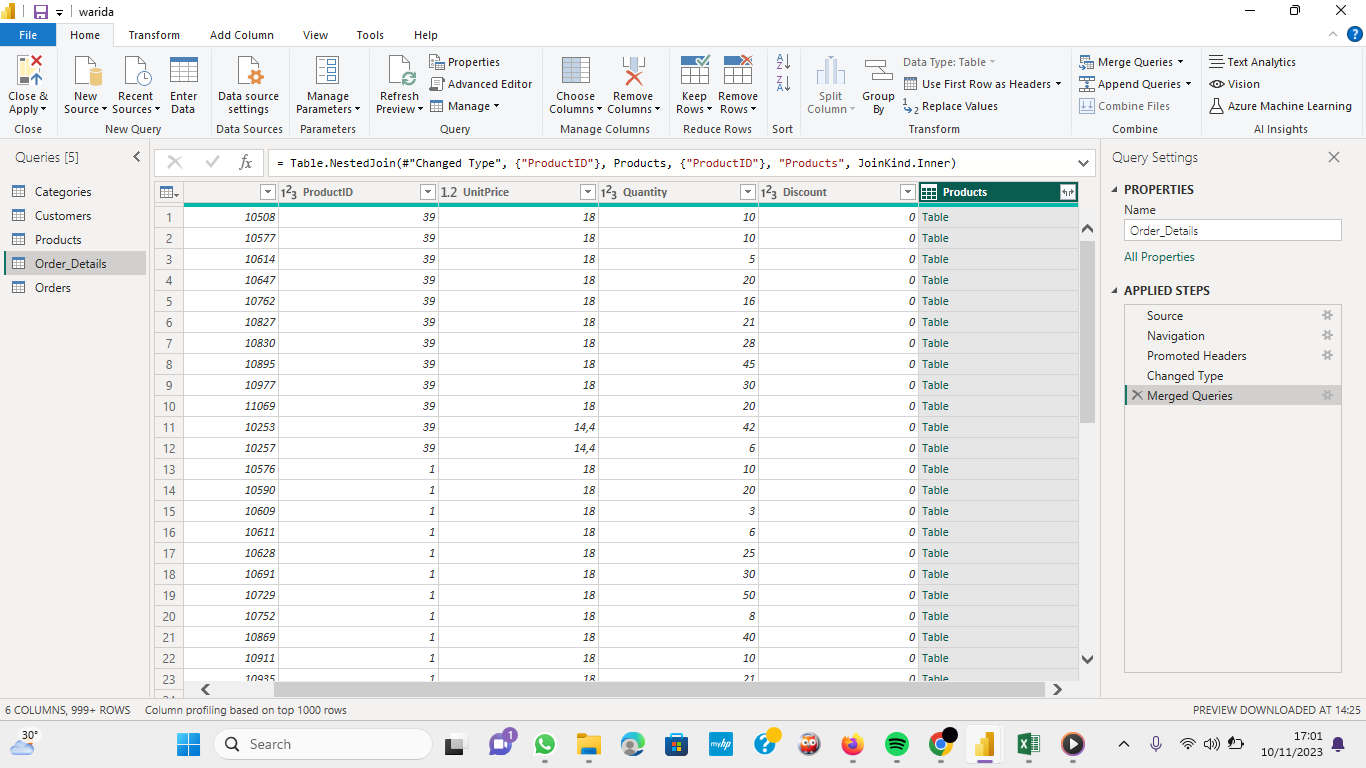 warida
File Home Transform Add Column View Tools Help
Close & Apply
New Source
Recent Sources
Enter Data
Data source settings
Manage Parameters
Refresh Preview
Properties
Advanced Editor
Manage
Choose Columns
Remove Columns
Keep Rows
Remove Rows
Split Column
Group By
Data Type: Table
Use First Row as Headers
Replace Values
Merge Queries
Append Queries
Combine Files
Text Analytics
Vision
Azure Machine Learning
Close New Query Data Sources Parameters Query Manage Columns Reduce Rows Sort Transform Combine AI Insights
Queries [5]
Categories
Customers
Products
Order_Details
Orders
fx = Table.NestedJoin(#"Changed Type", {"ProductID"}, Products, {"ProductID"}, "Products", JoinKind.Inner)
123 ProductID 1.2 UnitPrice 123 Quantity 123 Discount Products
1 10508 39 18 10 0 Table
2 10577 39 18 10 0 Table
3 10614 39 18 5 0 Table
4 10647 39 18 20 0 Table
5 10762 39 18 16 0 Table
6 10827 39 18 21 0 Table
7 10830 39 18 28 0 Table
8 10895 39 18 45 0 Table
9 10977 39 18 30 0 Table
10 11069 39 18 20 0 Table
11 10253 39 14,4 42 0 Table
12 10257 39 14,4 6 0 Table
13 10576 1 18 10 0 Table
14 10590 1 18 20 0 Table
15 10609 1 18 3 0 Table
16 10611 1 18 6 0 Table
17 10628 1 18 25 0 Table
18 10691 1 18 30 0 Table
19 10729 1 18 50 0 Table
20 10752 1 18 8 0 Table
21 10869 1 18 40 0 Table
22 10911 1 18 10 0 Table
23 10935 1 18 21 0 Table
Query Settings
PROPERTIES
Name
Order_Details
All Properties
APPLIED STEPS
Source
Navigation
Promoted Headers
Changed Type
Merged Queries
6 COLUMNS, 999+ ROWS Column profiling based on top 1000 rows PREVIEW DOWNLOADED AT 14:25
30°
Search
1
myhp
17:01
10/11/2023